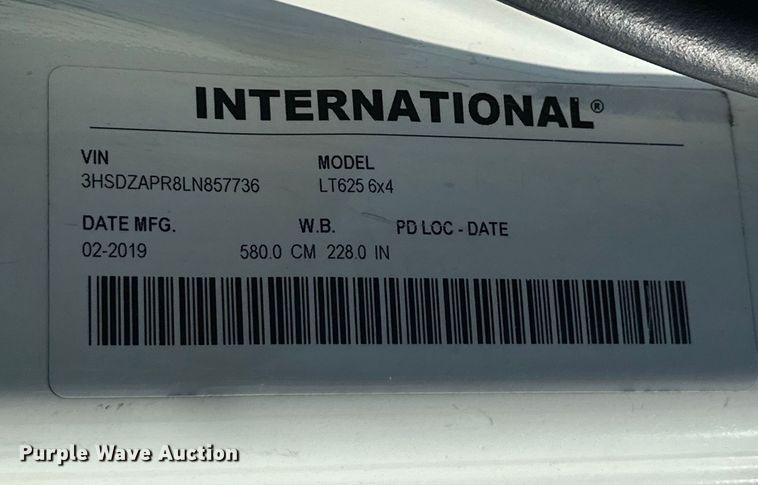 INTERNATIONAL®
VIN MODEL
3HSDZAPR8LN857736 LT625 6x4
DATE MFG. W.B. PD LOC - DATE
02-2019 580.0 CM 228.0 IN
Purple Wave Auction